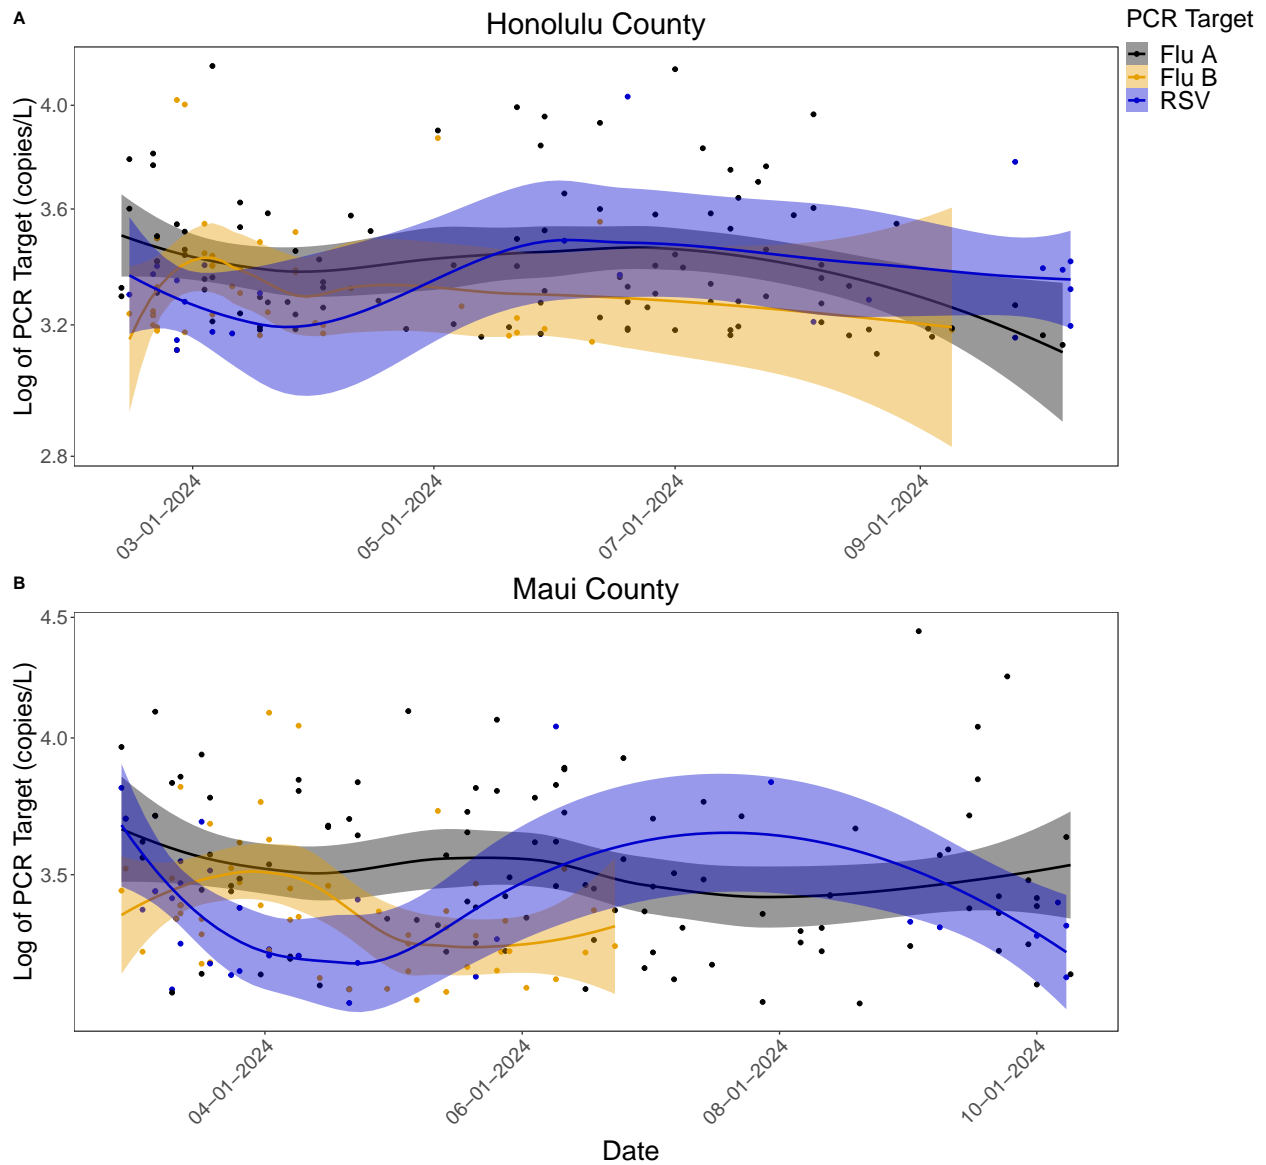 A
Honolulu County
PCR Target
Flu A
Flu B
RSV
Log of PCR Target (copies/L)
4.0
3.6
3.2
2.8
03−01−2024
05−01−2024
07−01−2024
09−01−2024
B
Maui County
Log of PCR Target (copies/L)
4.5
4.0
3.5
04−01−2024
06−01−2024
08−01−2024
10−01−2024
Date